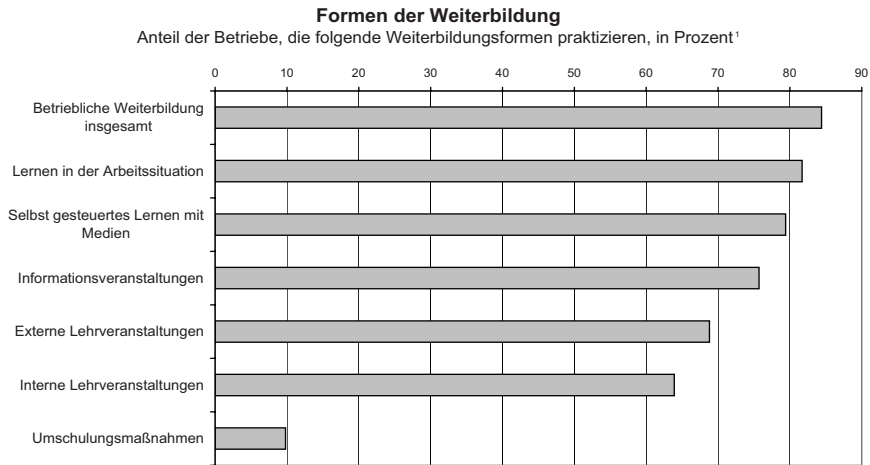 Formen der Weiterbildung
Anteil der Betriebe, die folgende Weiterbildungsformen praktizieren, in Prozent¹
0 10 20 30 40 50 60 70 80 90
Betriebliche Weiterbildung
insgesamt
Lernen in der Arbeitssituation
Selbst gesteuertes Lernen mit
Medien
Informationsveranstaltungen
Externe Lehrveranstaltungen
Interne Lehrveranstaltungen
Umschulungsmaßnahmen